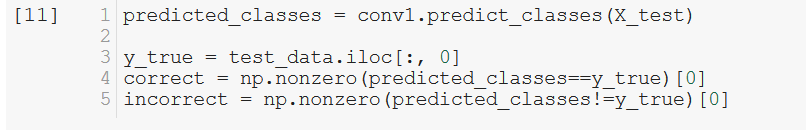 [11] 1 predicted_classes = conv1.predict_classes(X_test)
2
3 y_true = test_data.iloc[:, 0]
4 correct = np.nonzero(predicted_classes==y_true)[0]
5 incorrect = np.nonzero(predicted_classes!=y_true)[0]